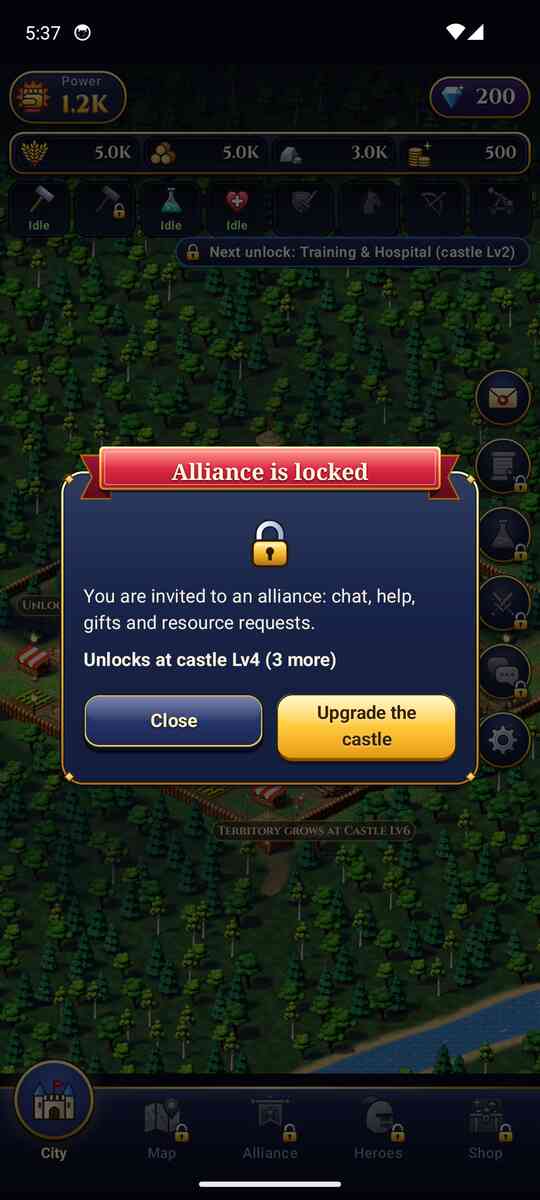 5:37
Power
1.2K
200
5.0K
5.0K
3.0K
500
Idle
Idle
Idle
Next unlock: Training & Hospital (castle Lv2)
Alliance is locked
You are invited to an alliance: chat, help,
gifts and resource requests.
Unlocks at castle Lv4 (3 more)
Close
Upgrade the
castle
Territory grows at Castle Lv6
City
Map
Alliance
Heroes
Shop